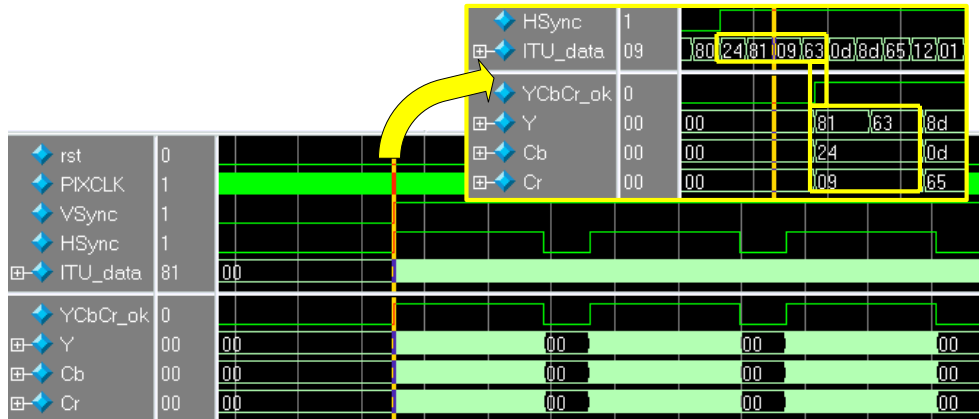 HSync 1
ITU_data 09 80 24 81 09 63 0d 8d 65 12 01
YCbCr_ok 0
Y 00 00 81 63 8d
Cb 00 00 24 0d
Cr 00 00 09 65
rst 0
PIXCLK 1
VSync 1
HSync 1
ITU_data 81 00
YCbCr_ok 0
Y 00 00 00 00 00
Cb 00 00 00 00 00
Cr 00 00 00 00 00